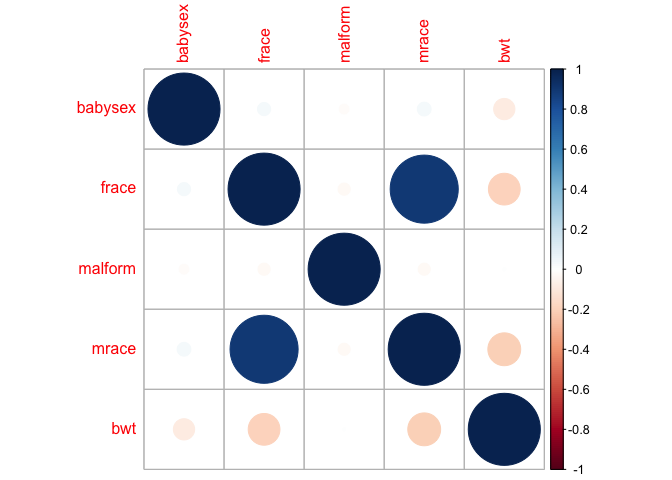 babysex
frace
malform
mrace
bwt
babysex
frace
malform
mrace
bwt
1
0.8
0.6
0.4
0.2
0
-0.2
-0.4
-0.6
-0.8
-1